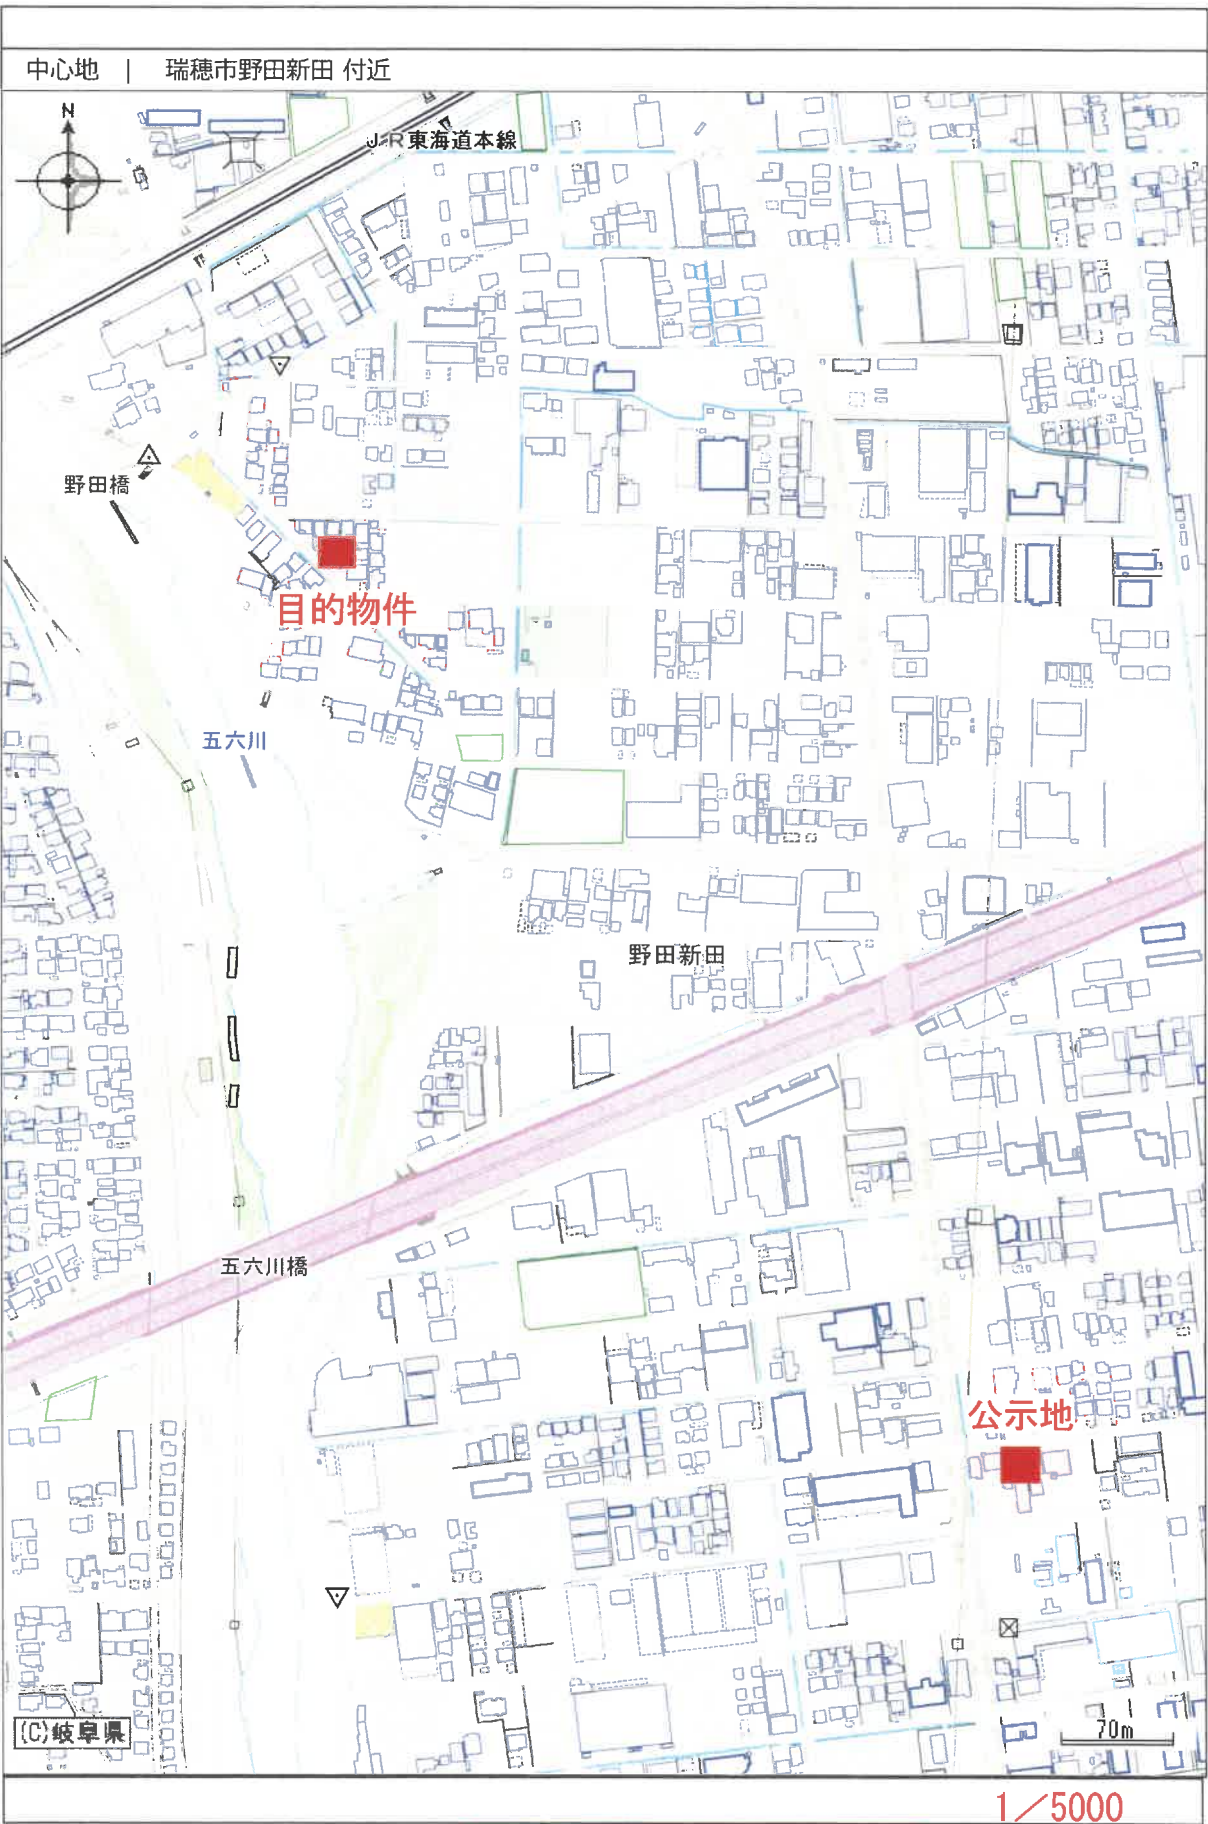 中心地 | 瑞穂市野田新田 付近
N
JR東海道本線
野田橋
目的物件
五六川
野田新田
五六川橋
公示地
(C)岐阜県
70m
1/5000